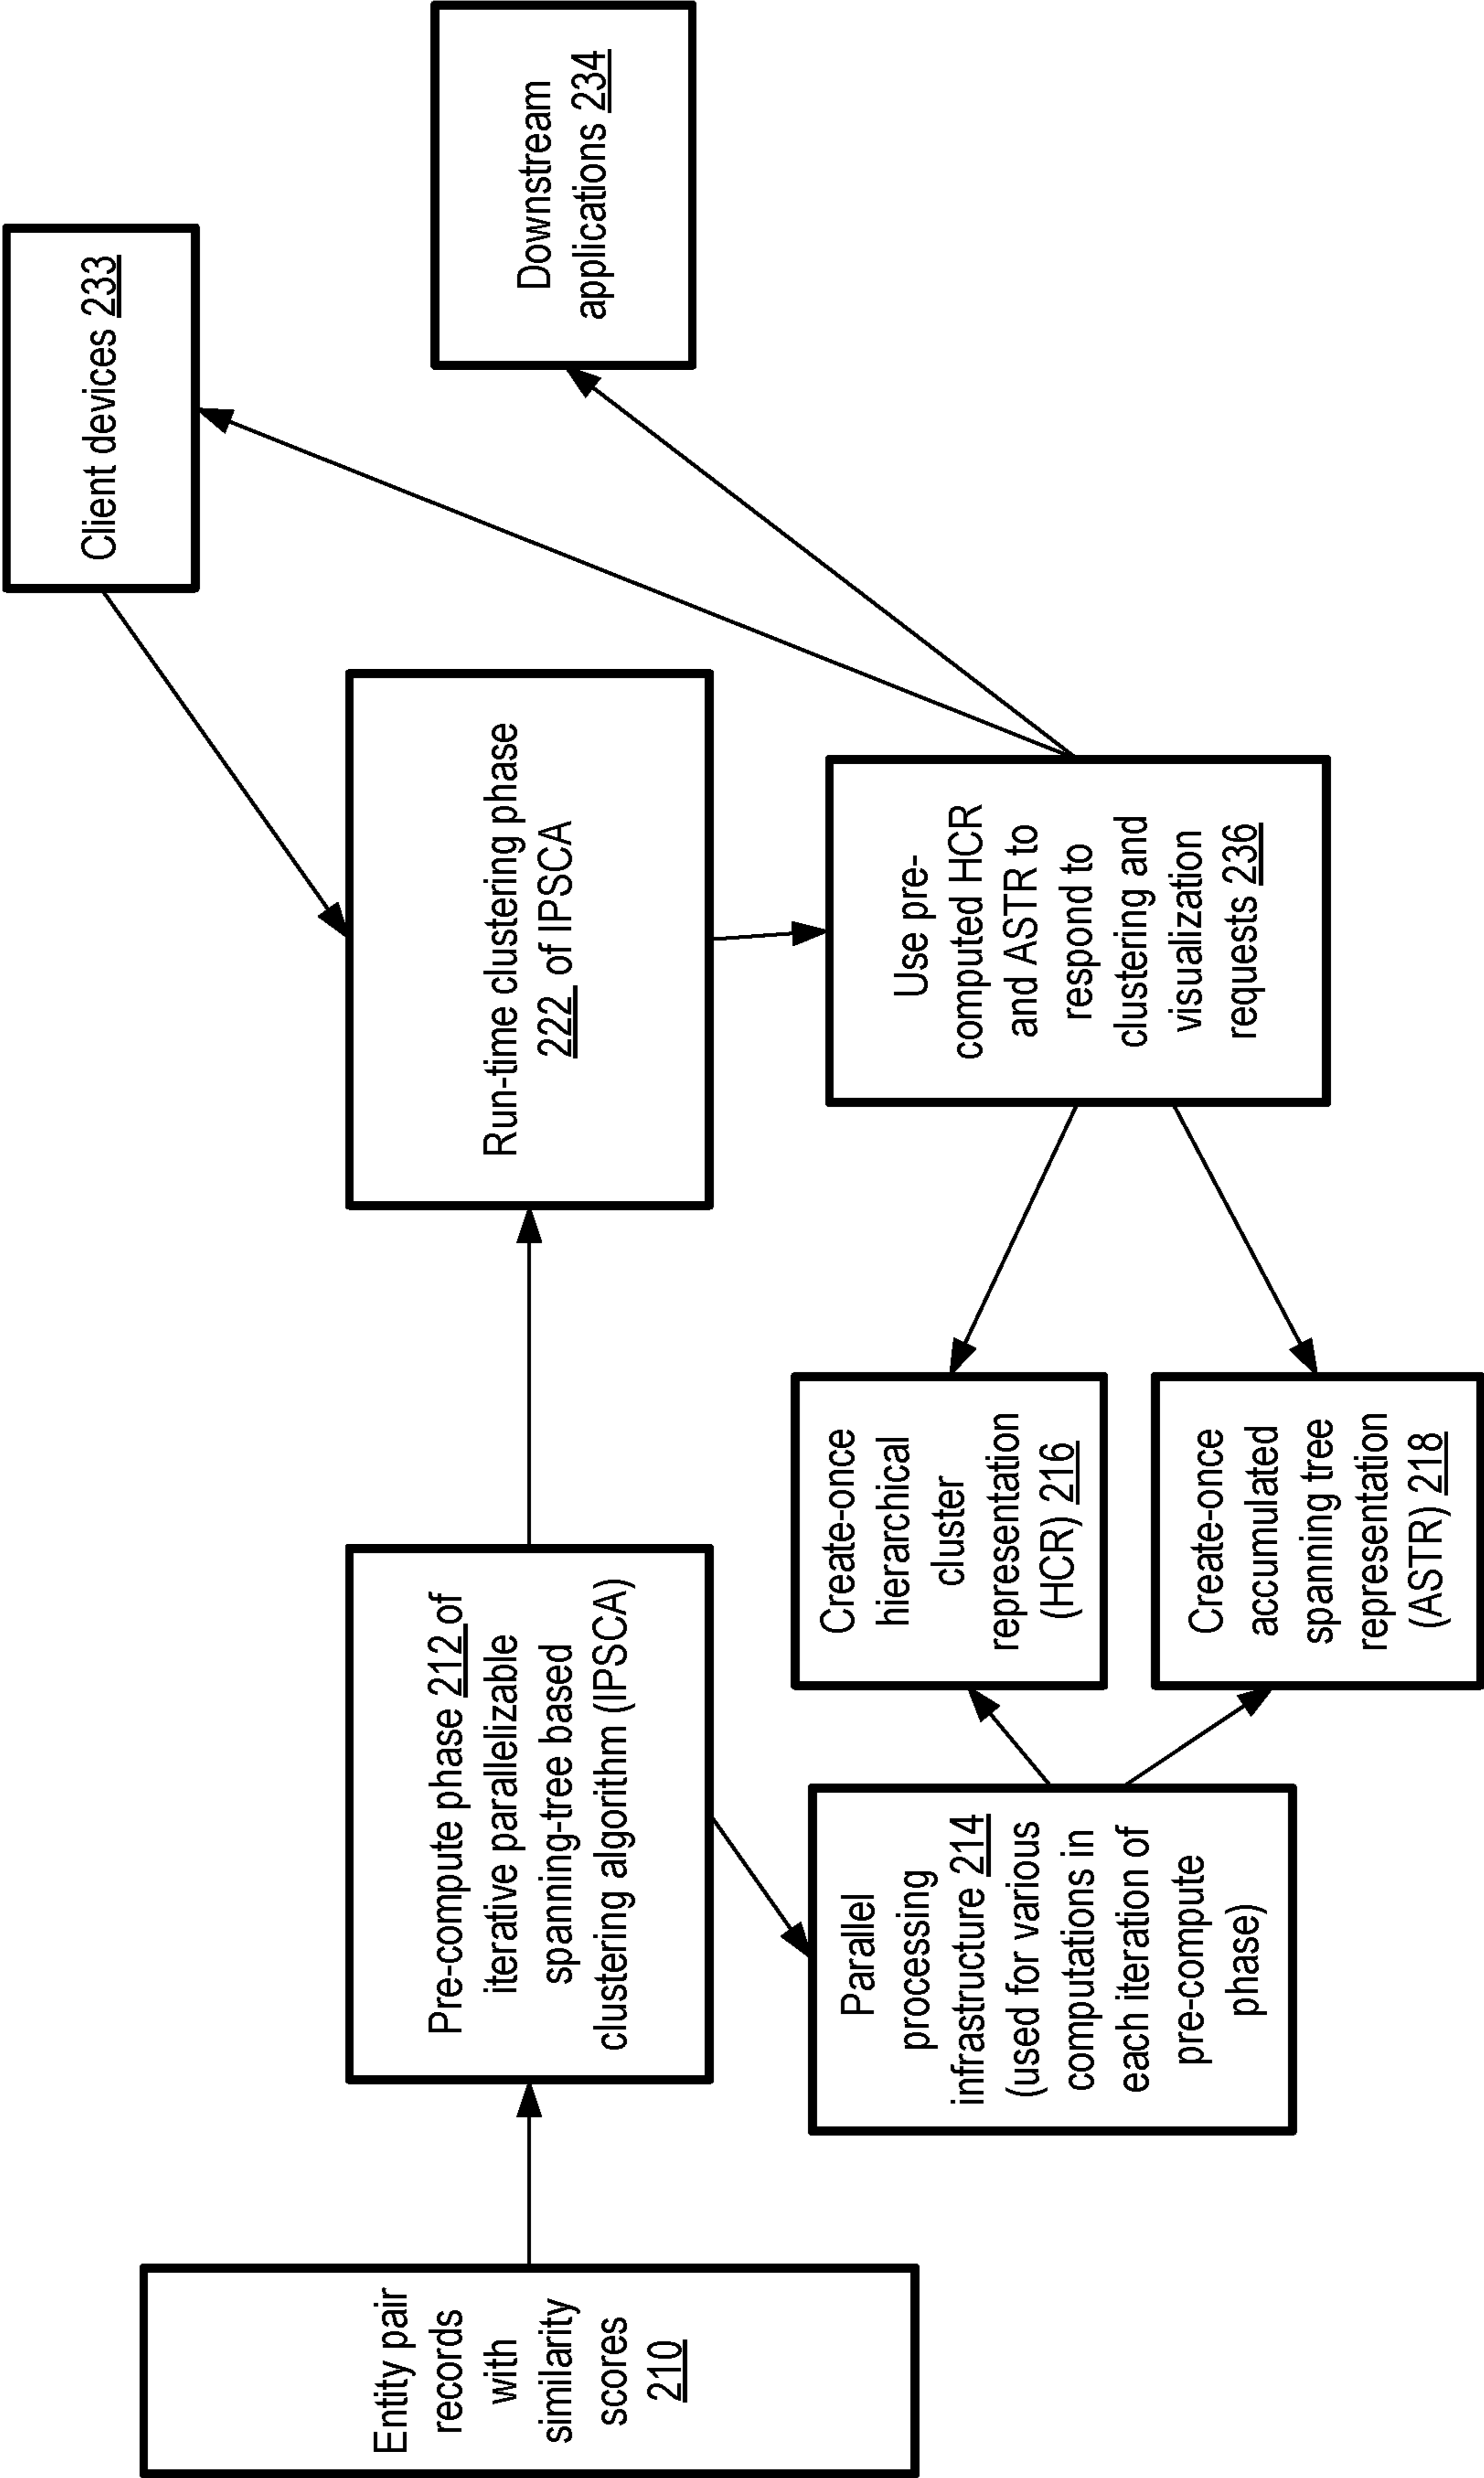 Client devices 233
Downstream
applications 234
Entity pair
records
with
similarity
scores
210
Pre-compute phase 212 of
iterative parallelizable
spanning-tree based
clustering algorithm (IPSCA)
Run-time clustering phase
222 of IPSCA
Parallel
processing
infrastructure 214
(used for various
computations in
each iteration of
pre-compute
phase)
Create-once
hierarchical
cluster
representation
(HCR) 216
Create-once
accumulated
spanning tree
representation
(ASTR) 218
Use pre-
computed HCR
and ASTR to
respond to
clustering and
visualization
requests 236